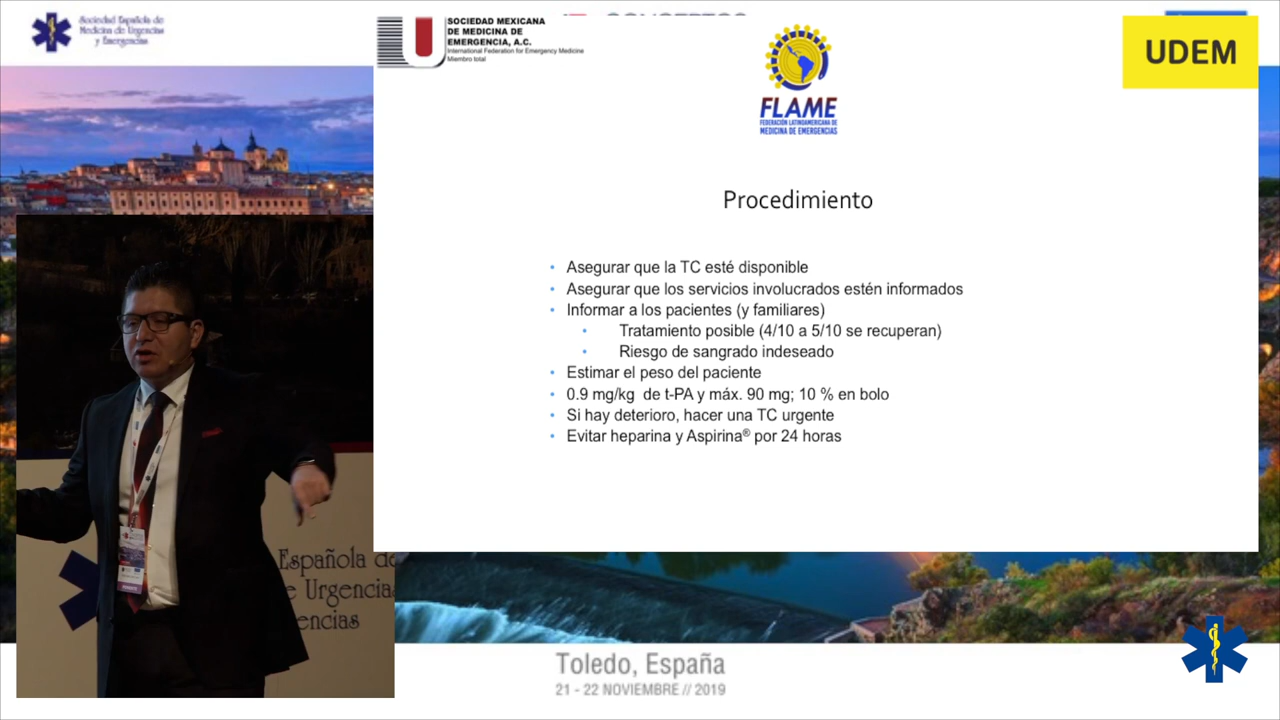 Sociedad Española de
Medicina de Urgencias
y Emergencias
SOCIEDAD MEXICANA
DE MEDICINA DE
EMERGENCIA, A.C.
International Federation for Emergency Medicine
Miembro total
FLAME
FEDERACIÓN LATINOAMERICANA DE
MEDICINA DE EMERGENCIAS
UDEM
Procedimiento
• Asegurar que la TC esté disponible
• Asegurar que los servicios involucrados estén informados
• Informar a los pacientes (y familiares)
• Tratamiento posible (4/10 a 5/10 se recuperan)
• Riesgo de sangrado indeseado
• Estimar el peso del paciente
• 0.9 mg/kg de t-PA y máx. 90 mg; 10 % en bolo
• Si hay deterioro, hacer una TC urgente
• Evitar heparina y Aspirina® por 24 horas
Española de
e Urgencia
encias
Toledo, España
21 - 22 NOVIEMBRE // 2019